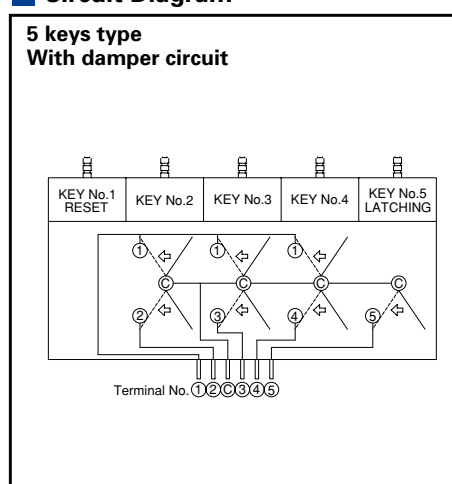 Circuit Diagram
5 keys type
With damper circuit
KEY No.1
RESET
KEY No.2
KEY No.3
KEY No.4
KEY No.5
LATCHING
① ① ①
Ⓒ Ⓒ Ⓒ Ⓒ
② ③ ④ ⑤
Terminal No. ①②Ⓒ③④⑤